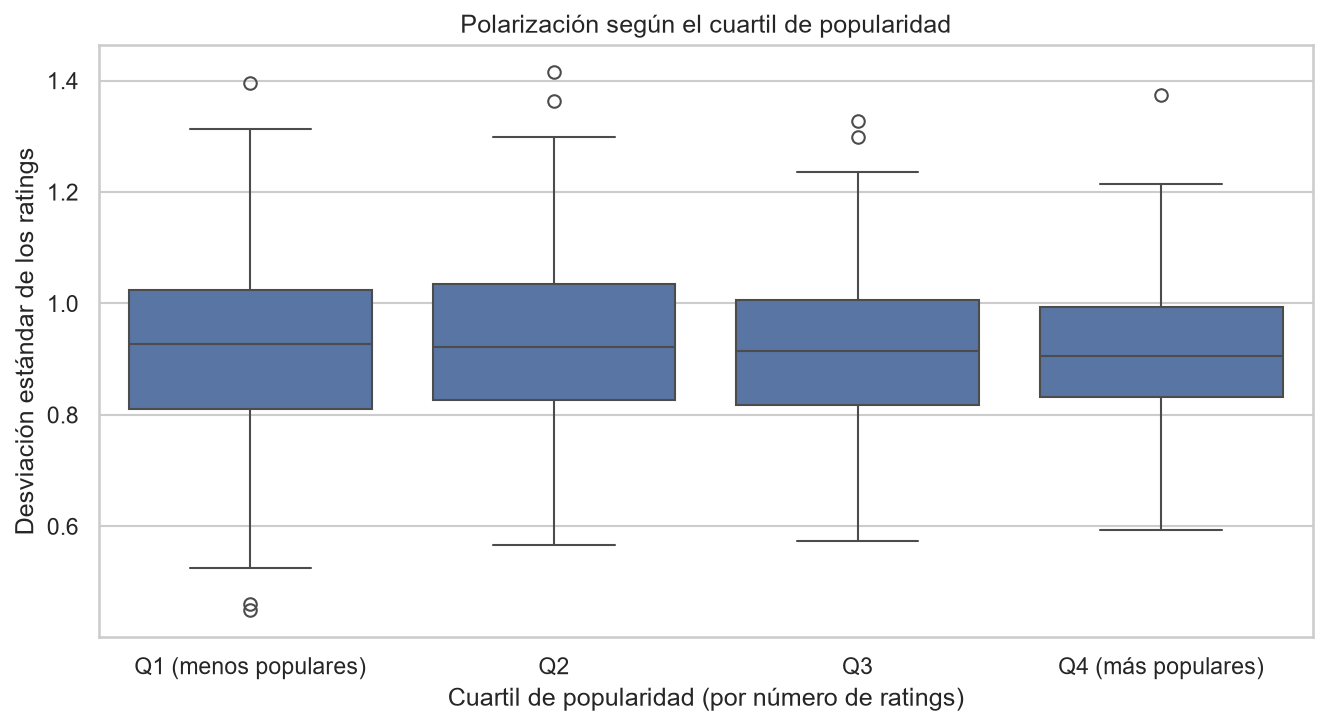 Polarización según el cuartil de popularidad
Desviación estándar de los ratings
1.4
1.2
1.0
0.8
0.6
Q1 (menos populares)
Q2
Q3
Q4 (más populares)
Cuartil de popularidad (por número de ratings)